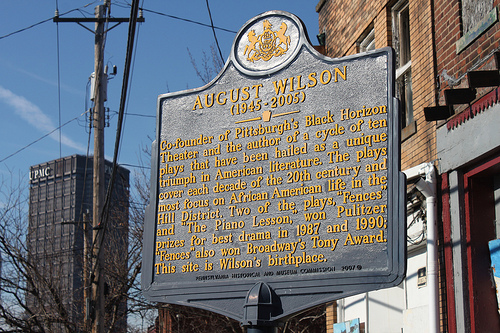 UPMC
AUGUST WILSON
(1945-2005)
Co-founder of Pittsburgh's Black Horizon
Theater and the author of a cycle of ten
plays that have been hailed as a unique
triumph in American literature. The plays
cover each decade of the 20th century and
most focus on African American life in the
Hill District. Two of the plays, "Fences"
and "The Piano Lesson," won Pulitzer
prizes for best drama in 1987 and 1990;
"Fences" also won Broadway's Tony Award.
This site is Wilson's birthplace.
PENNSYLVANIA HISTORICAL AND MUSEUM COMMISSION 2007